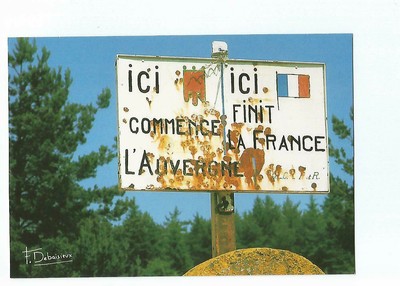 ici
COMMENCE
L'AUVERGNE
ici
FINIT
LA FRANCE
F. Debaisieux